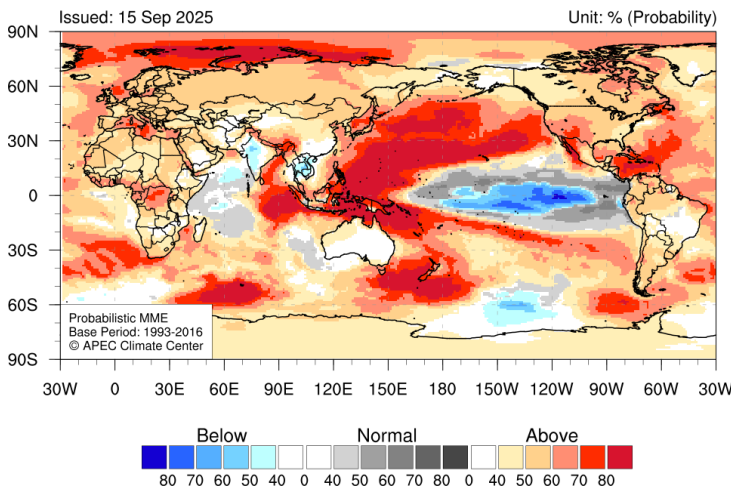 Issued: 15 Sep 2025 Unit: % (Probability)
90N
60N
30N
0
30S
60S
90S
Probabilistic MME
Base Period: 1993-2016
© APEC Climate Center
30W 0 30E 60E 90E 120E 150E 180 150W 120W 90W 60W 30W
Below Normal Above
80 70 60 50 40 0 40 50 60 70 80 0 40 50 60 70 80